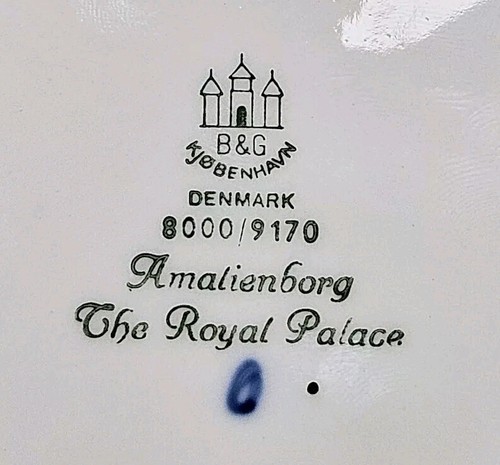 B&G
KJØBENHAVN
DENMARK
8000/9170
Amalienborg
The Royal Palace